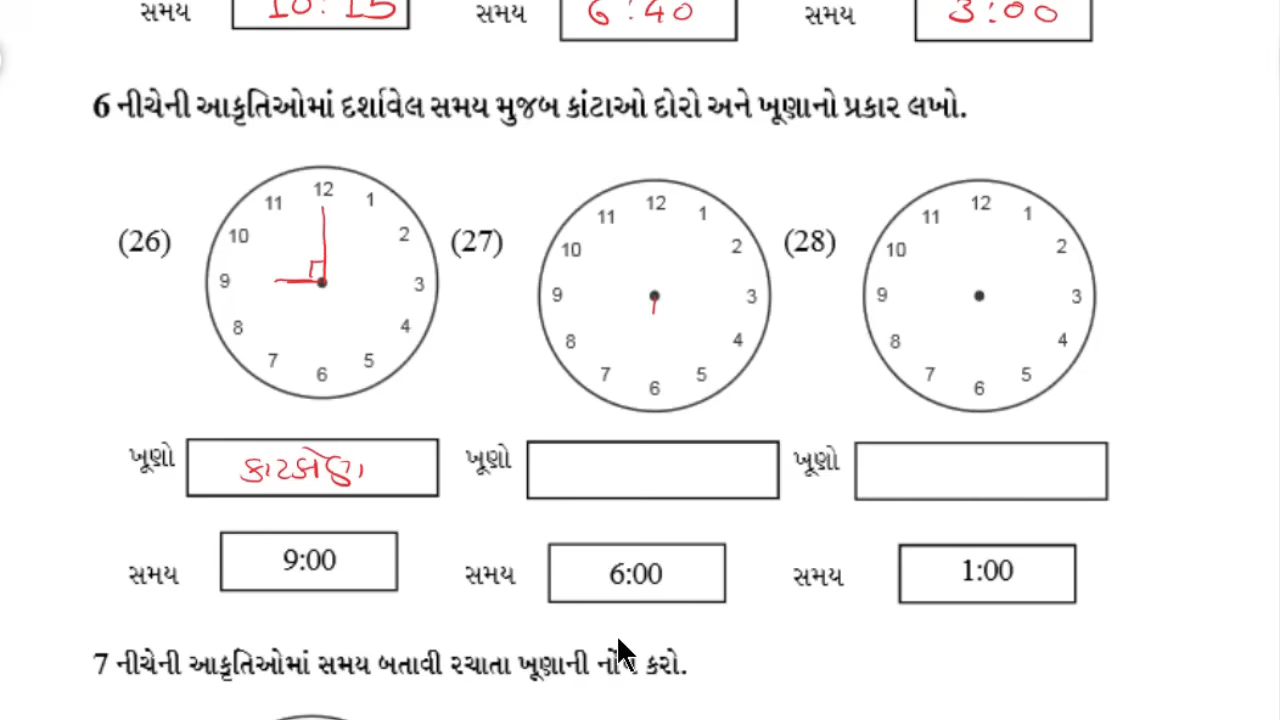 સમય 10:15 સમય 6:40 સમય 3:00
6 નીચેની આકૃતિઓમાં દર્શાવેલ સમય મુજબ કાંટાઓ દોરો અને ખૂણાનો પ્રકાર લખો.
(26) 12 1 2 3 4 5 6 7 8 9 10 11
(27) 12 1 2 3 4 5 6 7 8 9 10 11
(28) 12 1 2 3 4 5 6 7 8 9 10 11
ખૂણો કાટકોણ ખૂણો ખૂણો
સમય 9:00 સમય 6:00 સમય 1:00
7 નીચેની આકૃતિઓમાં સમય બતાવી રચાતા ખૂણાની નોંધ કરો.